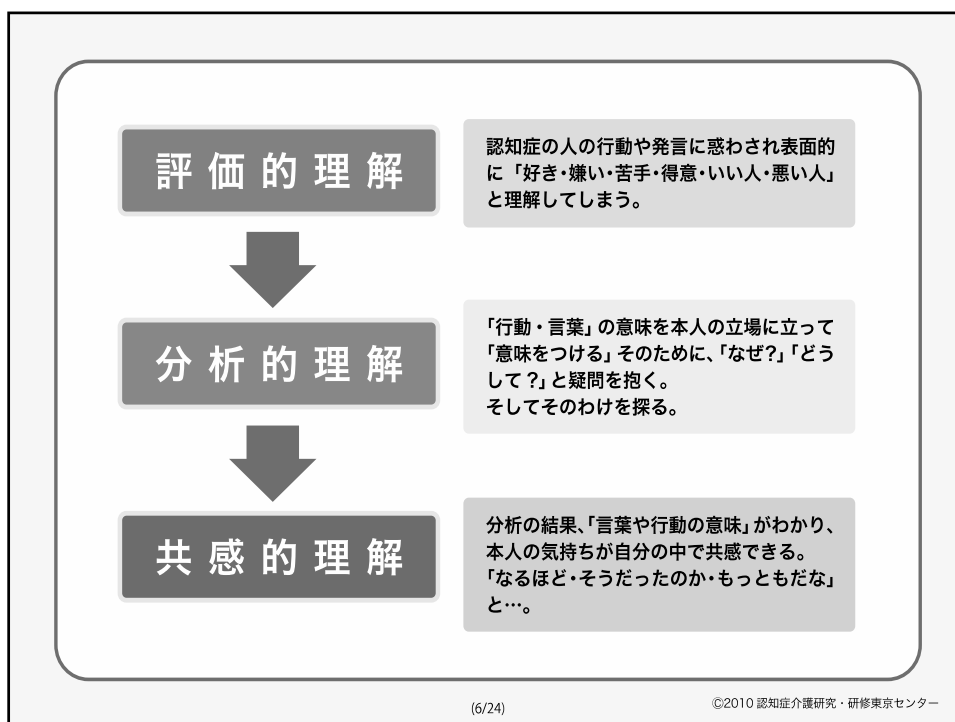 評価的理解
認知症の人の行動や発言に惑わされ表面的
に「好き・嫌い・苦手・得意・いい人・悪い人」
と理解してしまう。
分析的理解
「行動・言葉」の意味を本人の立場に立って
「意味をつける」そのために、「なぜ?」「どう
して?」と疑問を抱く。
そしてそのわけを探る。
共感的理解
分析の結果、「言葉や行動の意味」がわかり、
本人の気持ちが自分の中で共感できる。
「なるほど・そうだったのか・もっともだな」
と…。
(6/24)
©2010 認知症介護研究・研修東京センター